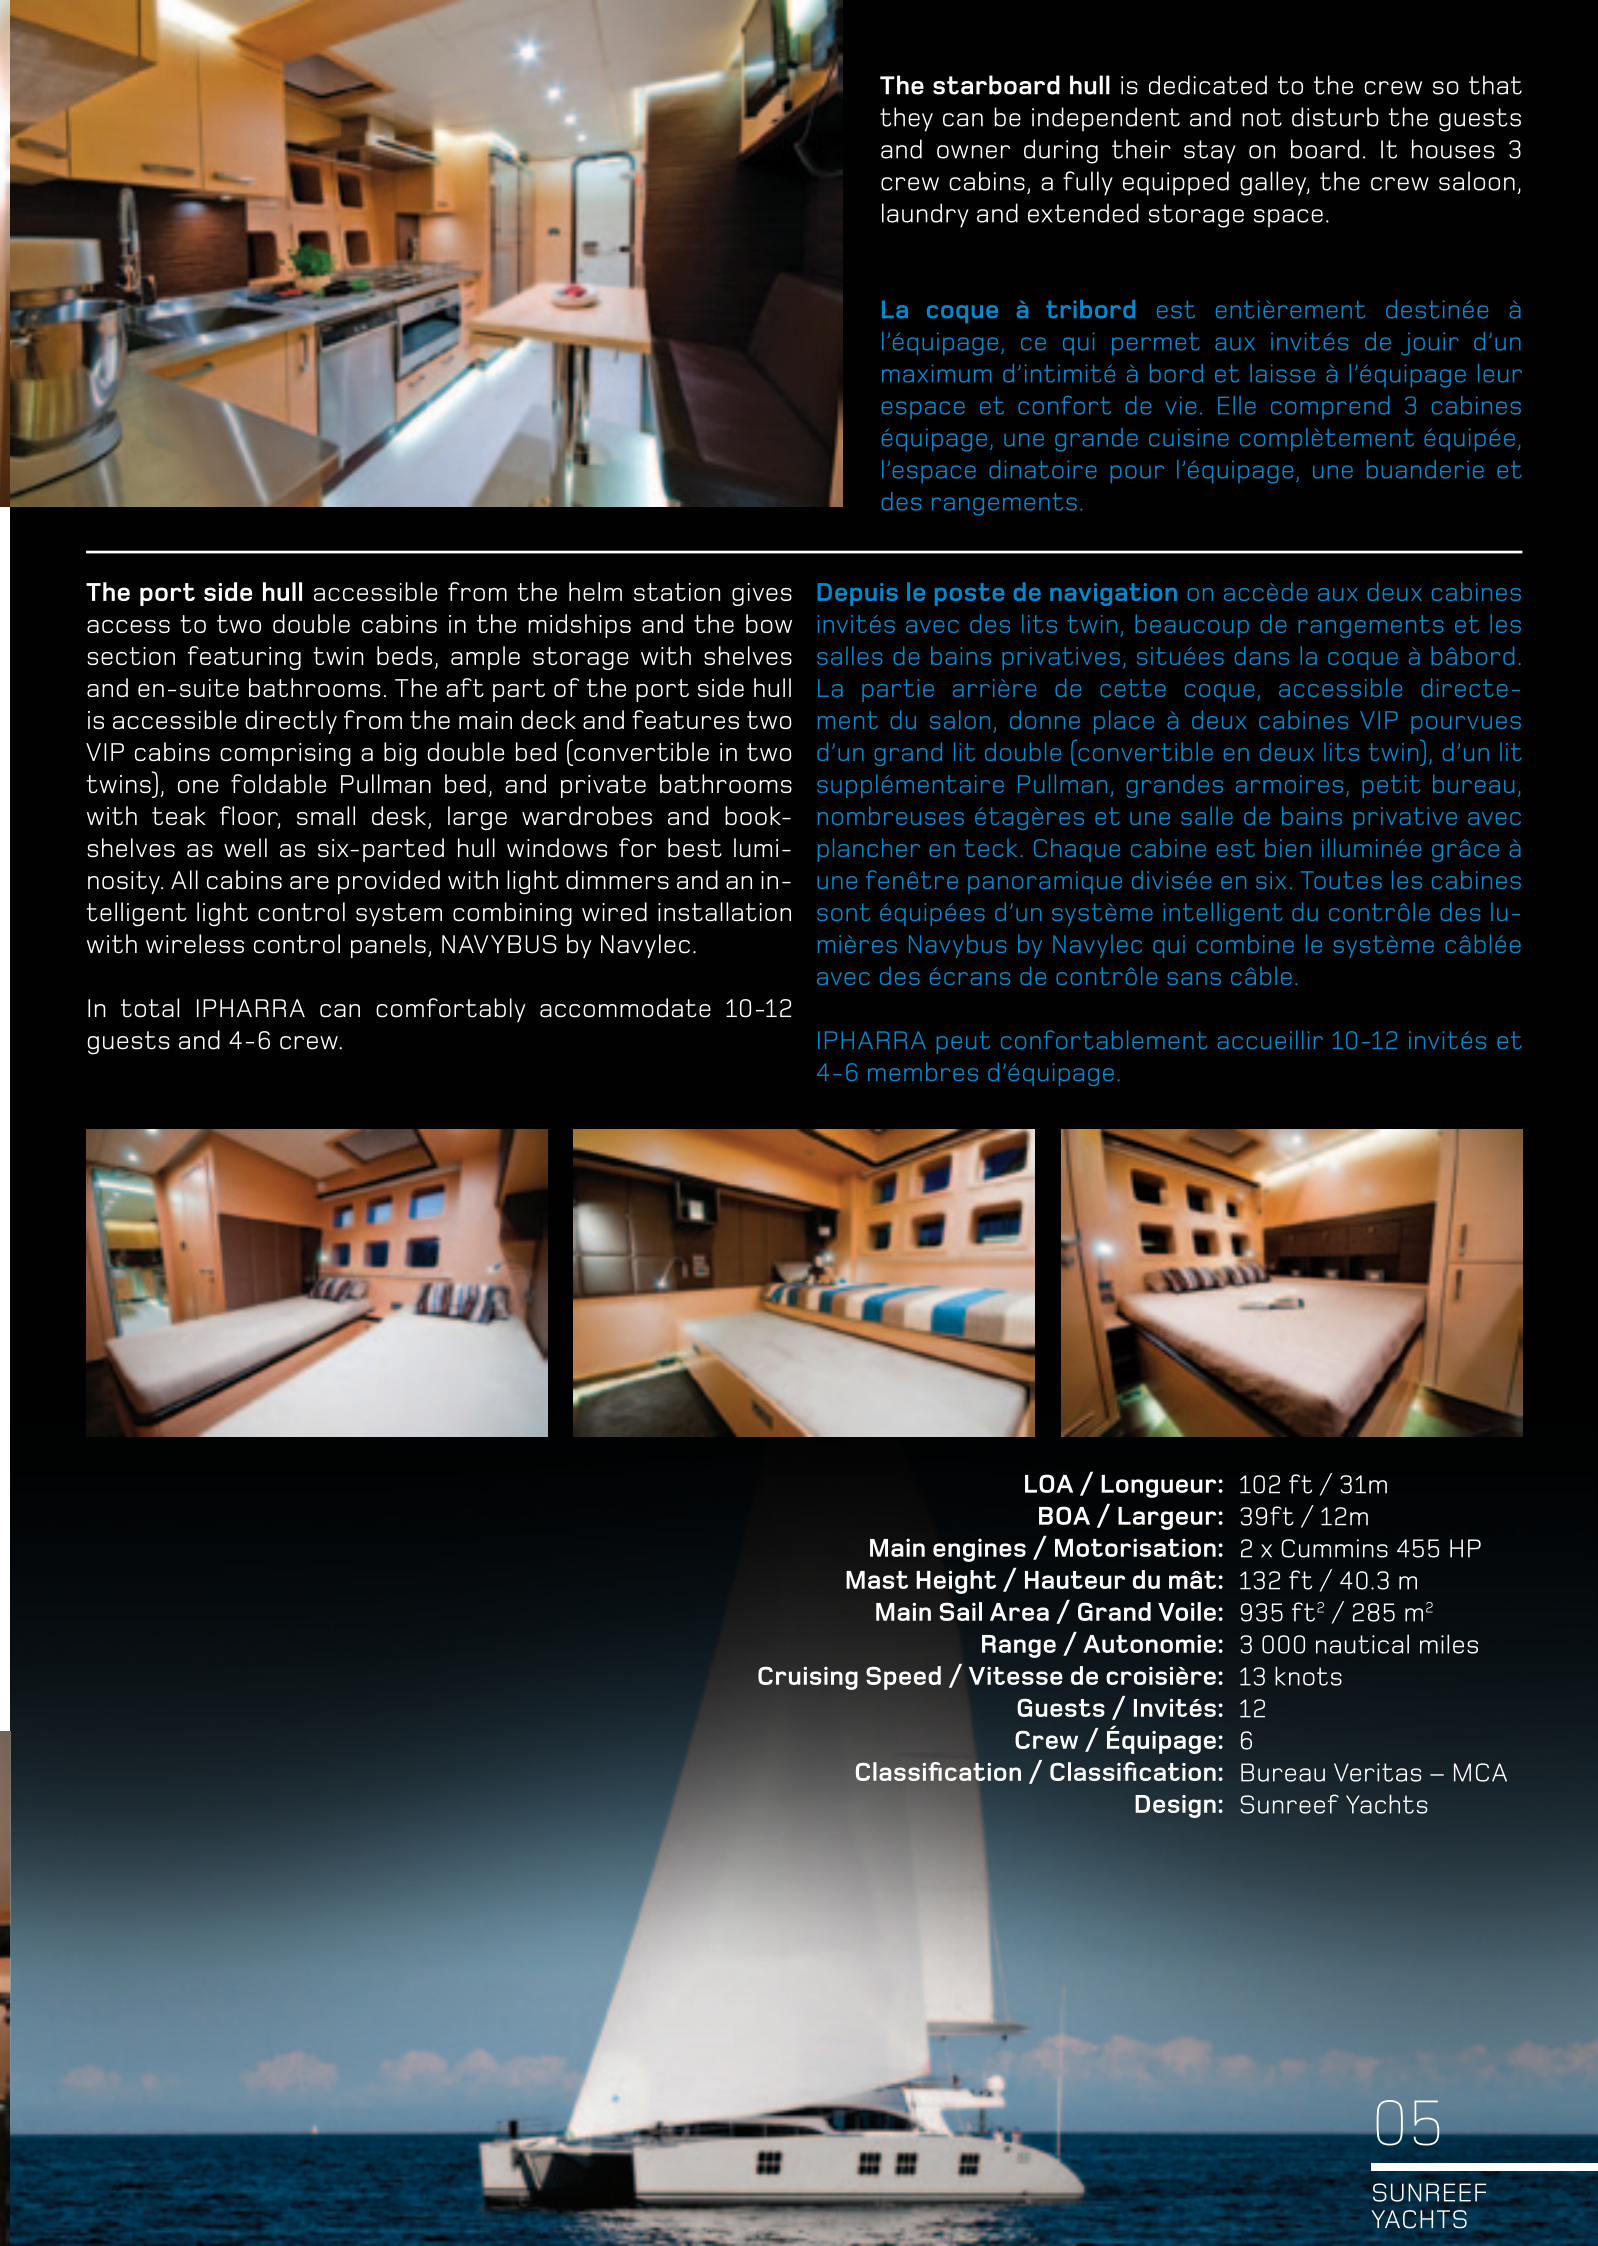 The starboard hull is dedicated to the crew so that
they can be independent and not disturb the guests
and owner during their stay on board. It houses 3
crew cabins, a fully equipped galley, the crew saloon,
laundry and extended storage space.
La coque à tribord est entièrement destinée à
l’équipage, ce qui permet aux invités de jouir d’un
maximum d’intimité à bord et laisse à l’équipage leur
espace et confort de vie. Elle comprend 3 cabines
équipage, une grande cuisine complètement équipée,
l’espace dinatoire pour l’équipage, une buanderie et
des rangements.
The port side hull accessible from the helm station gives
access to two double cabins in the midships and the bow
section featuring twin beds, ample storage with shelves
and en-suite bathrooms. The aft part of the port side hull
is accessible directly from the main deck and features two
VIP cabins comprising a big double bed (convertible in two
twins), one foldable Pullman bed, and private bathrooms
with teak floor, small desk, large wardrobes and book-
shelves as well as six-parted hull windows for best lumi-
nosity. All cabins are provided with light dimmers and an in-
telligent light control system combining wired installation
with wireless control panels, NAVYBUS by Navylec.
In total IPHARRA can comfortably accommodate 10-12
guests and 4-6 crew.
Depuis le poste de navigation on accède aux deux cabines
invités avec des lits twin, beaucoup de rangements et les
salles de bains privatives, situées dans la coque à bâbord.
La partie arrière de cette coque, accessible directe-
ment du salon, donne place à deux cabines VIP pourvues
d’un grand lit double (convertible en deux lits twin), d’un lit
supplémentaire Pullman, grandes armoires, petit bureau,
nombreuses étagères et une salle de bains privative avec
plancher en teck. Chaque cabine est bien illuminée grâce à
une fenêtre panoramique divisée en six. Toutes les cabines
sont équipées d’un système intelligent du contrôle des lu-
mières Navybus by Navylec qui combine le système câblée
avec des écrans de contrôle sans câble.
IPHARRA peut confortablement accueillir 10-12 invités et
4-6 membres d’équipage.
LOA / Longueur: 102 ft / 31m
BOA / Largeur: 39ft / 12m
Main engines / Motorisation: 2 x Cummins 455 HP
Mast Height / Hauteur du mât: 132 ft / 40.3 m
Main Sail Area / Grand Voile: 935 ft² / 285 m²
Range / Autonomie: 3 000 nautical miles
Cruising Speed / Vitesse de croisière: 13 knots
Guests / Invités: 12
Crew / Équipage: 6
Classification / Classification: Bureau Veritas – MCA
Design: Sunreef Yachts
05
SUNREEF
YACHTS